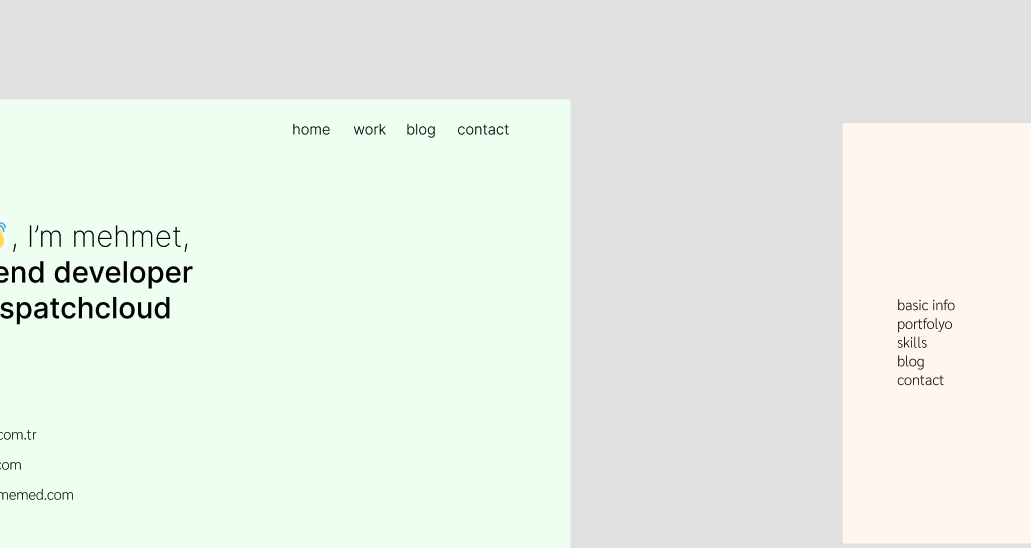 home work blog contact
, I’m mehmet,
end developer
spatchcloud
com.tr
com
memed.com
basic info
portfolyo
skills
blog
contact